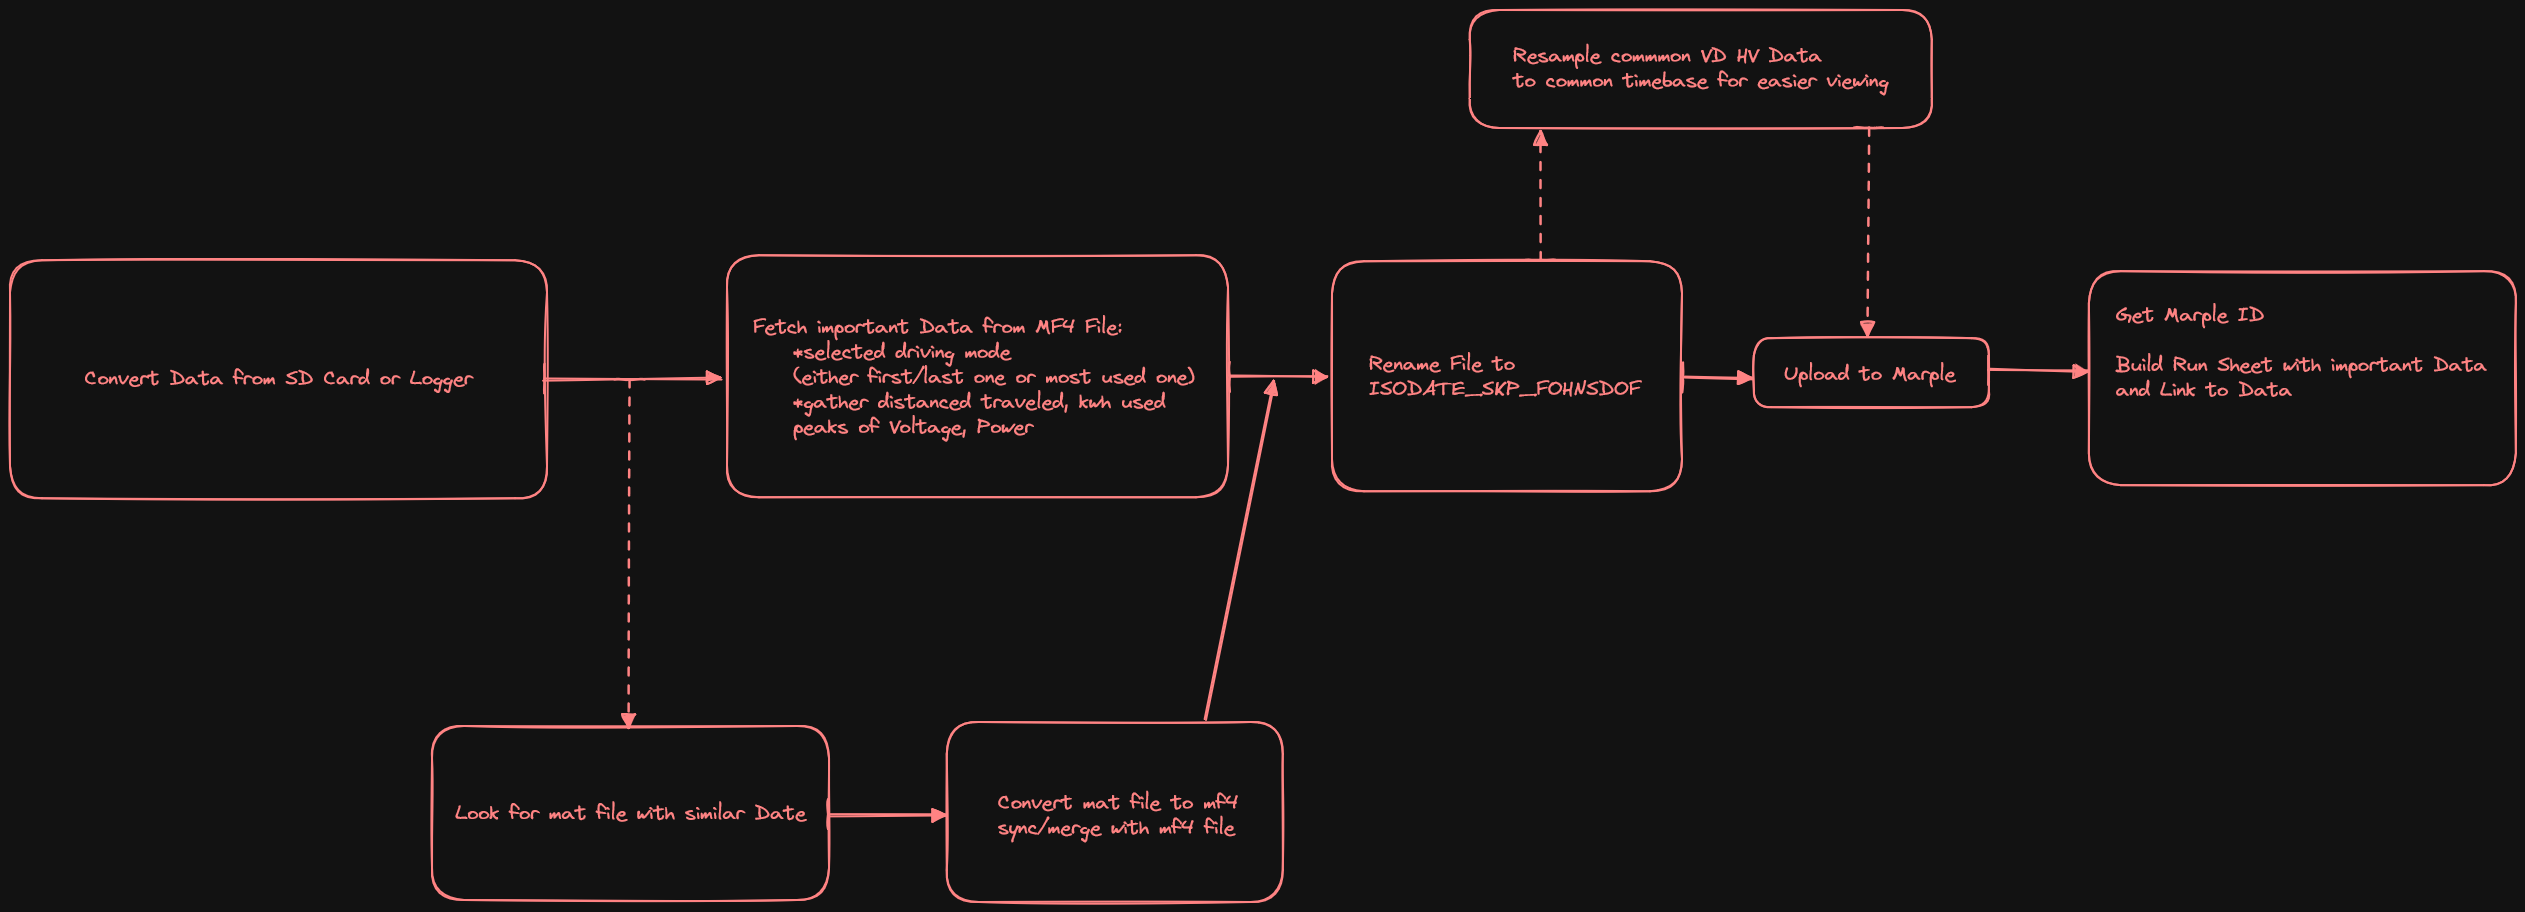 Resample commmon VD HV Data
to common timebase for easier viewing
Convert Data from SD Card or Logger
Fetch important Data from MF4 File:
*selected driving mode
(either first/last one or most used one)
*gather distanced traveled, kwh used
peaks of Voltage, Power
Rename File to
ISODATE_SKP_FOHNSDOF
Upload to Marple
Get Marple ID
Build Run Sheet with important Data
and Link to Data
Look for mat file with similar Date
Convert mat file to mf4
sync/merge with mf4 file